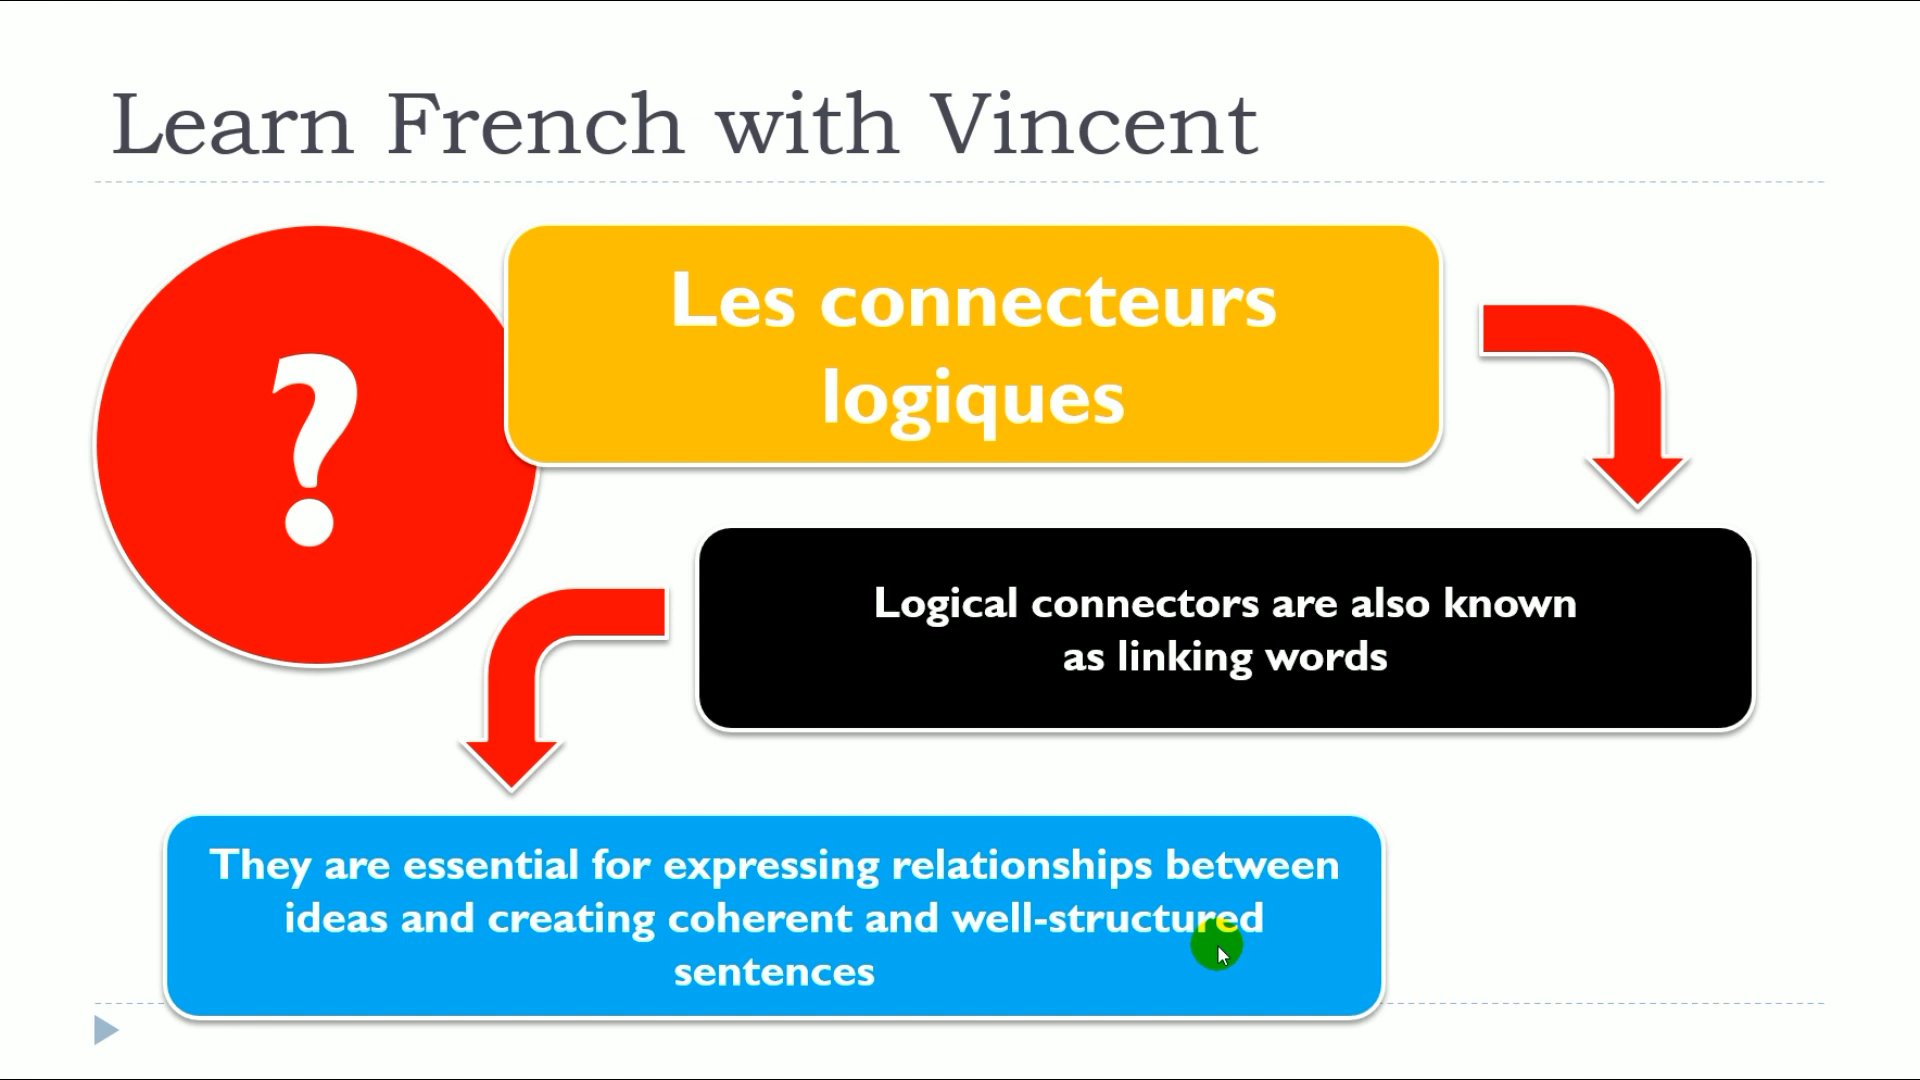 Learn French with Vincent
?
Les connecteurs
logiques
Logical connectors are also known
as linking words
They are essential for expressing relationships between
ideas and creating coherent and well-structured
sentences